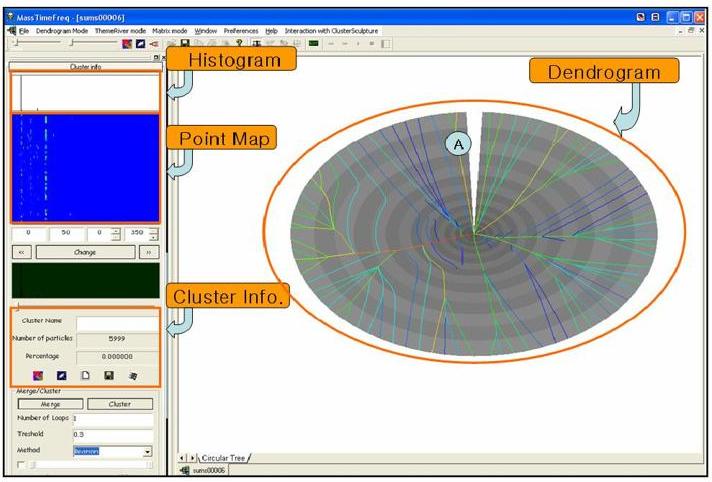 MassTimeFreq - [sums00006]
File Dendrogram Mode ThemeRiver mode Matrix mode Window Preferences Help Interaction with ClusterSculpture
Cluster info
Histogram
Dendrogram
Point Map
A
0 50 0 350
<< Change >>
Cluster Info.
Cluster Name
Number of particles 5999
Percentage 0.000000
Merge/Cluster
Merge Cluster
Number of Loops 1
Treshold 0.3
Method
Circular Tree
sums00006